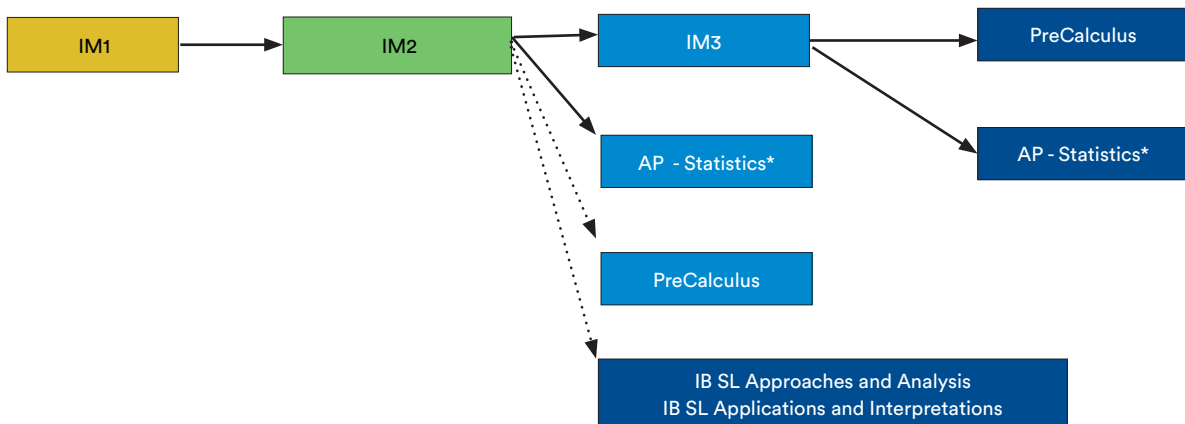 IM1
IM2
IM3
PreCalculus
AP - Statistics*
AP - Statistics*
PreCalculus
IB SL Approaches and Analysis
IB SL Applications and Interpretations